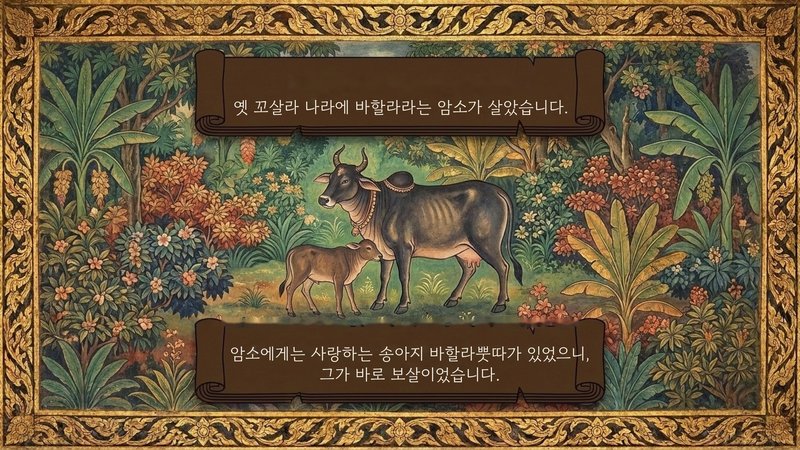 옛 꼬살라 나라에 바할라라는 암소가 살았습니다.
암소에게는 사랑하는 송아지 바할라뿟따가 있었으니,
그가 바로 보살이었습니다.